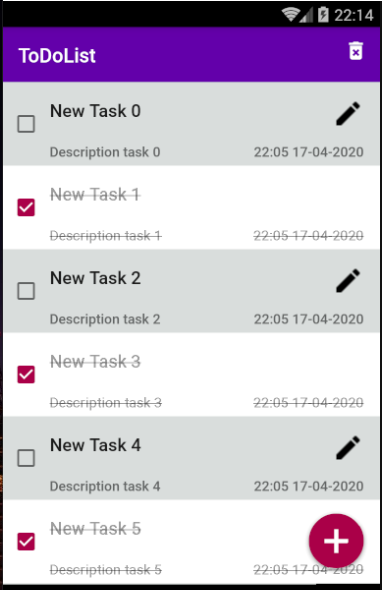 22:14
ToDoList
New Task 0
Description task 0 22:05 17-04-2020
New Task 1
Description task 1 22:05 17-04-2020
New Task 2
Description task 2 22:05 17-04-2020
New Task 3
Description task 3 22:05 17-04-2020
New Task 4
Description task 4 22:05 17-04-2020
New Task 5
Description task 5 22:05 17-04-2020